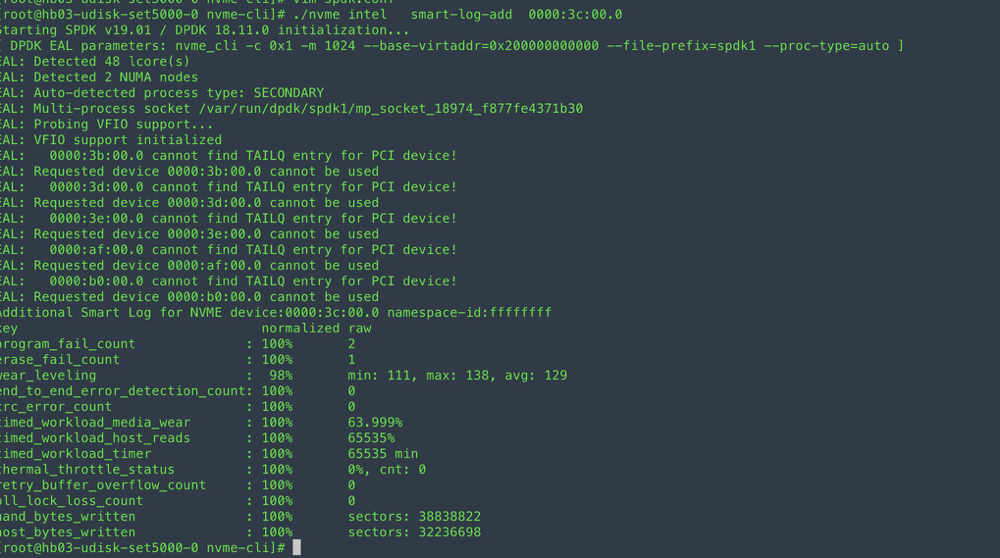 [root@hb03-udisk-set5000-0 nvme-cli]# vim spdk.conf
[root@hb03-udisk-set5000-0 nvme-cli]# ./nvme intel   smart-log-add  0000:3c:00.0
Starting SPDK v19.01 / DPDK 18.11.0 initialization...
[ DPDK EAL parameters: nvme_cli -c 0x1 -m 1024 --base-virtaddr=0x200000000000 --file-prefix=spdk1 --proc-type=auto ]
EAL: Detected 48 lcore(s)
EAL: Detected 2 NUMA nodes
EAL: Auto-detected process type: SECONDARY
EAL: Multi-process socket /var/run/dpdk/spdk1/mp_socket_18974_f877fe4371b30
EAL: Probing VFIO support...
EAL: VFIO support initialized
EAL:   0000:3b:00.0 cannot find TAILQ entry for PCI device!
EAL: Requested device 0000:3b:00.0 cannot be used
EAL:   0000:3d:00.0 cannot find TAILQ entry for PCI device!
EAL: Requested device 0000:3d:00.0 cannot be used
EAL:   0000:3e:00.0 cannot find TAILQ entry for PCI device!
EAL: Requested device 0000:3e:00.0 cannot be used
EAL:   0000:af:00.0 cannot find TAILQ entry for PCI device!
EAL: Requested device 0000:af:00.0 cannot be used
EAL:   0000:b0:00.0 cannot find TAILQ entry for PCI device!
EAL: Requested device 0000:b0:00.0 cannot be used
Additional Smart Log for NVME device:0000:3c:00.0 namespace-id:ffffffff
key                               normalized raw
program_fail_count              : 100%       2
erase_fail_count                : 100%       1
wear_leveling                   :  98%       min: 111, max: 138, avg: 129
end_to_end_error_detection_count: 100%       0
crc_error_count                 : 100%       0
timed_workload_media_wear       : 100%       63.999%
timed_workload_host_reads       : 100%       65535%
timed_workload_timer            : 100%       65535 min
thermal_throttle_status         : 100%       0%, cnt: 0
retry_buffer_overflow_count     : 100%       0
pll_lock_loss_count             : 100%       0
nand_bytes_written              : 100%       sectors: 38838822
host_bytes_written              : 100%       sectors: 32236698
[root@hb03-udisk-set5000-0 nvme-cli]#